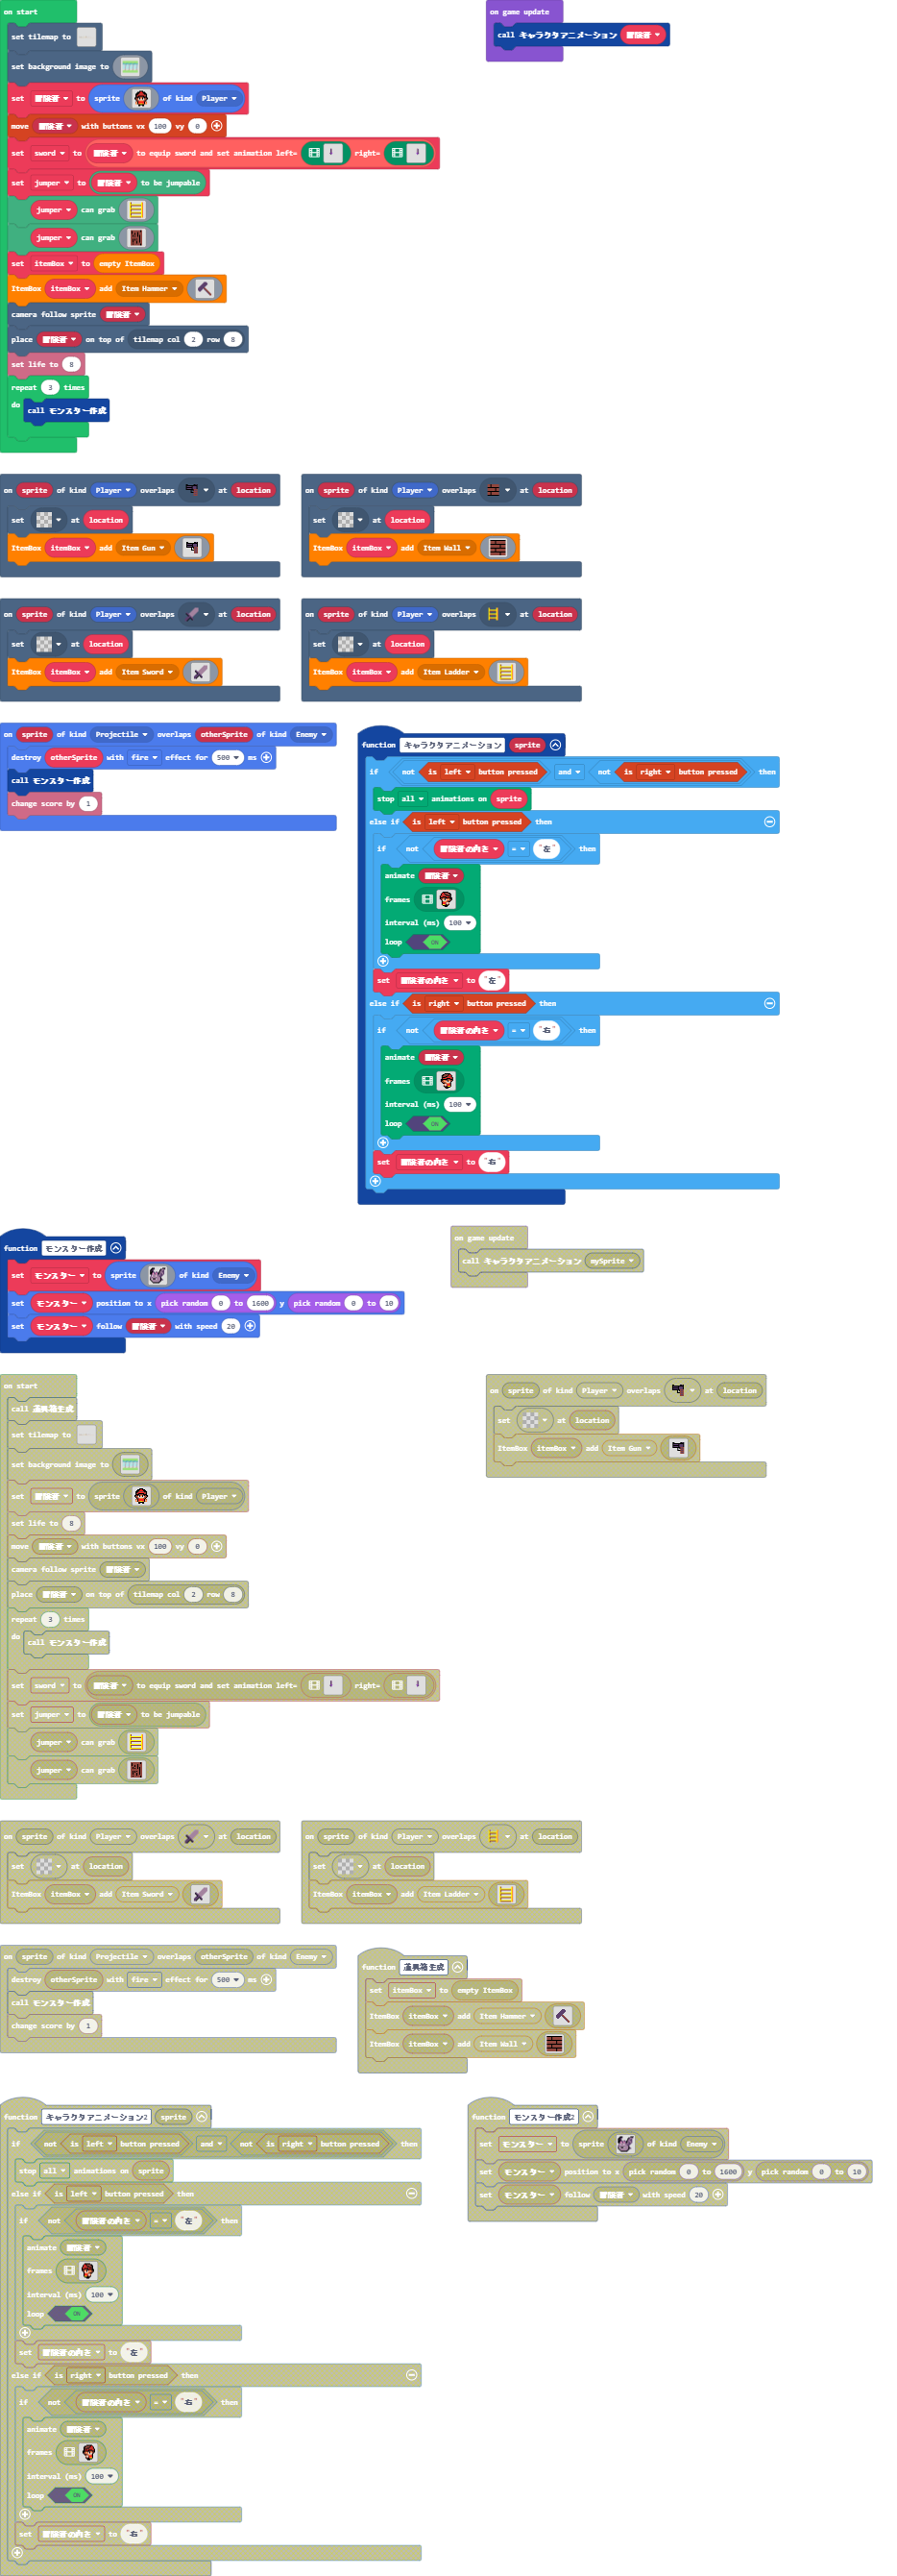 on start
set tilemap to
set background image to
set 冒険者 to sprite of kind Player
move 冒険者 with buttons vx 100 vy 0
set sword to 冒険者 to equip sword and set animation left= right=
set jumper to 冒険者 to be jumpable
jumper can grab
jumper can grab
set itemBox to empty ItemBox
ItemBox itemBox add Item Hammer
camera follow sprite 冒険者
place 冒険者 on top of tilemap col 2 row 8
set life to 8
repeat 3 times
do call モンスター作成
on game update
call キャラクタアニメーション 冒険者
on sprite of kind Player overlaps at location
set at location
ItemBox itemBox add Item Gun
on sprite of kind Player overlaps at location
set at location
ItemBox itemBox add Item Wall
on sprite of kind Player overlaps at location
set at location
ItemBox itemBox add Item Sword
on sprite of kind Player overlaps at location
set at location
ItemBox itemBox add Item Ladder
on sprite of kind Projectile overlaps otherSprite of kind Enemy
destroy otherSprite with fire effect for 500 ms
call モンスター作成
change score by 1
function キャラクタアニメーション sprite
if not is left button pressed and not is right button pressed then
stop all animations on sprite
else if is left button pressed then
if not 冒険者の向き = "左" then
animate 冒険者
frames
interval (ms) 100
loop ON
set 冒険者の向き to "左"
else if is right button pressed then
if not 冒険者の向き = "右" then
animate 冒険者
frames
interval (ms) 100
loop ON
set 冒険者の向き to "右"
function モンスター作成
set モンスター to sprite of kind Enemy
set モンスター position to x pick random 0 to 1600 y pick random 0 to 10
set モンスター follow 冒険者 with speed 20
on game update
call キャラクタアニメーション mySprite
on start
call 道具箱生成
set tilemap to
set background image to
set 冒険者 to sprite of kind Player
set life to 8
move 冒険者 with buttons vx 100 vy 0
camera follow sprite 冒険者
place 冒険者 on top of tilemap col 2 row 8
repeat 3 times
do call モンスター作成
set sword to 冒険者 to equip sword and set animation left= right=
set jumper to 冒険者 to be jumpable
jumper can grab
jumper can grab
on sprite of kind Player overlaps at location
set at location
ItemBox itemBox add Item Gun
on sprite of kind Player overlaps at location
set at location
ItemBox itemBox add Item Sword
on sprite of kind Player overlaps at location
set at location
ItemBox itemBox add Item Ladder
on sprite of kind Projectile overlaps otherSprite of kind Enemy
destroy otherSprite with fire effect for 500 ms
call モンスター作成
change score by 1
function 道具箱生成
set itemBox to empty ItemBox
ItemBox itemBox add Item Hammer
ItemBox itemBox add Item Wall
function キャラクタアニメーション2 sprite
if not is left button pressed and not is right button pressed then
stop all animations on sprite
else if is left button pressed then
if not 冒険者の向き = "左" then
animate 冒険者
frames
interval (ms) 100
loop ON
set 冒険者の向き to "左"
else if is right button pressed then
if not 冒険者の向き = "右" then
animate 冒険者
frames
interval (ms) 100
loop ON
set 冒険者の向き to "右"
function モンスター作成2
set モンスター to sprite of kind Enemy
set モンスター position to x pick random 0 to 1600 y pick random 0 to 10
set モンスター follow 冒険者 with speed 20